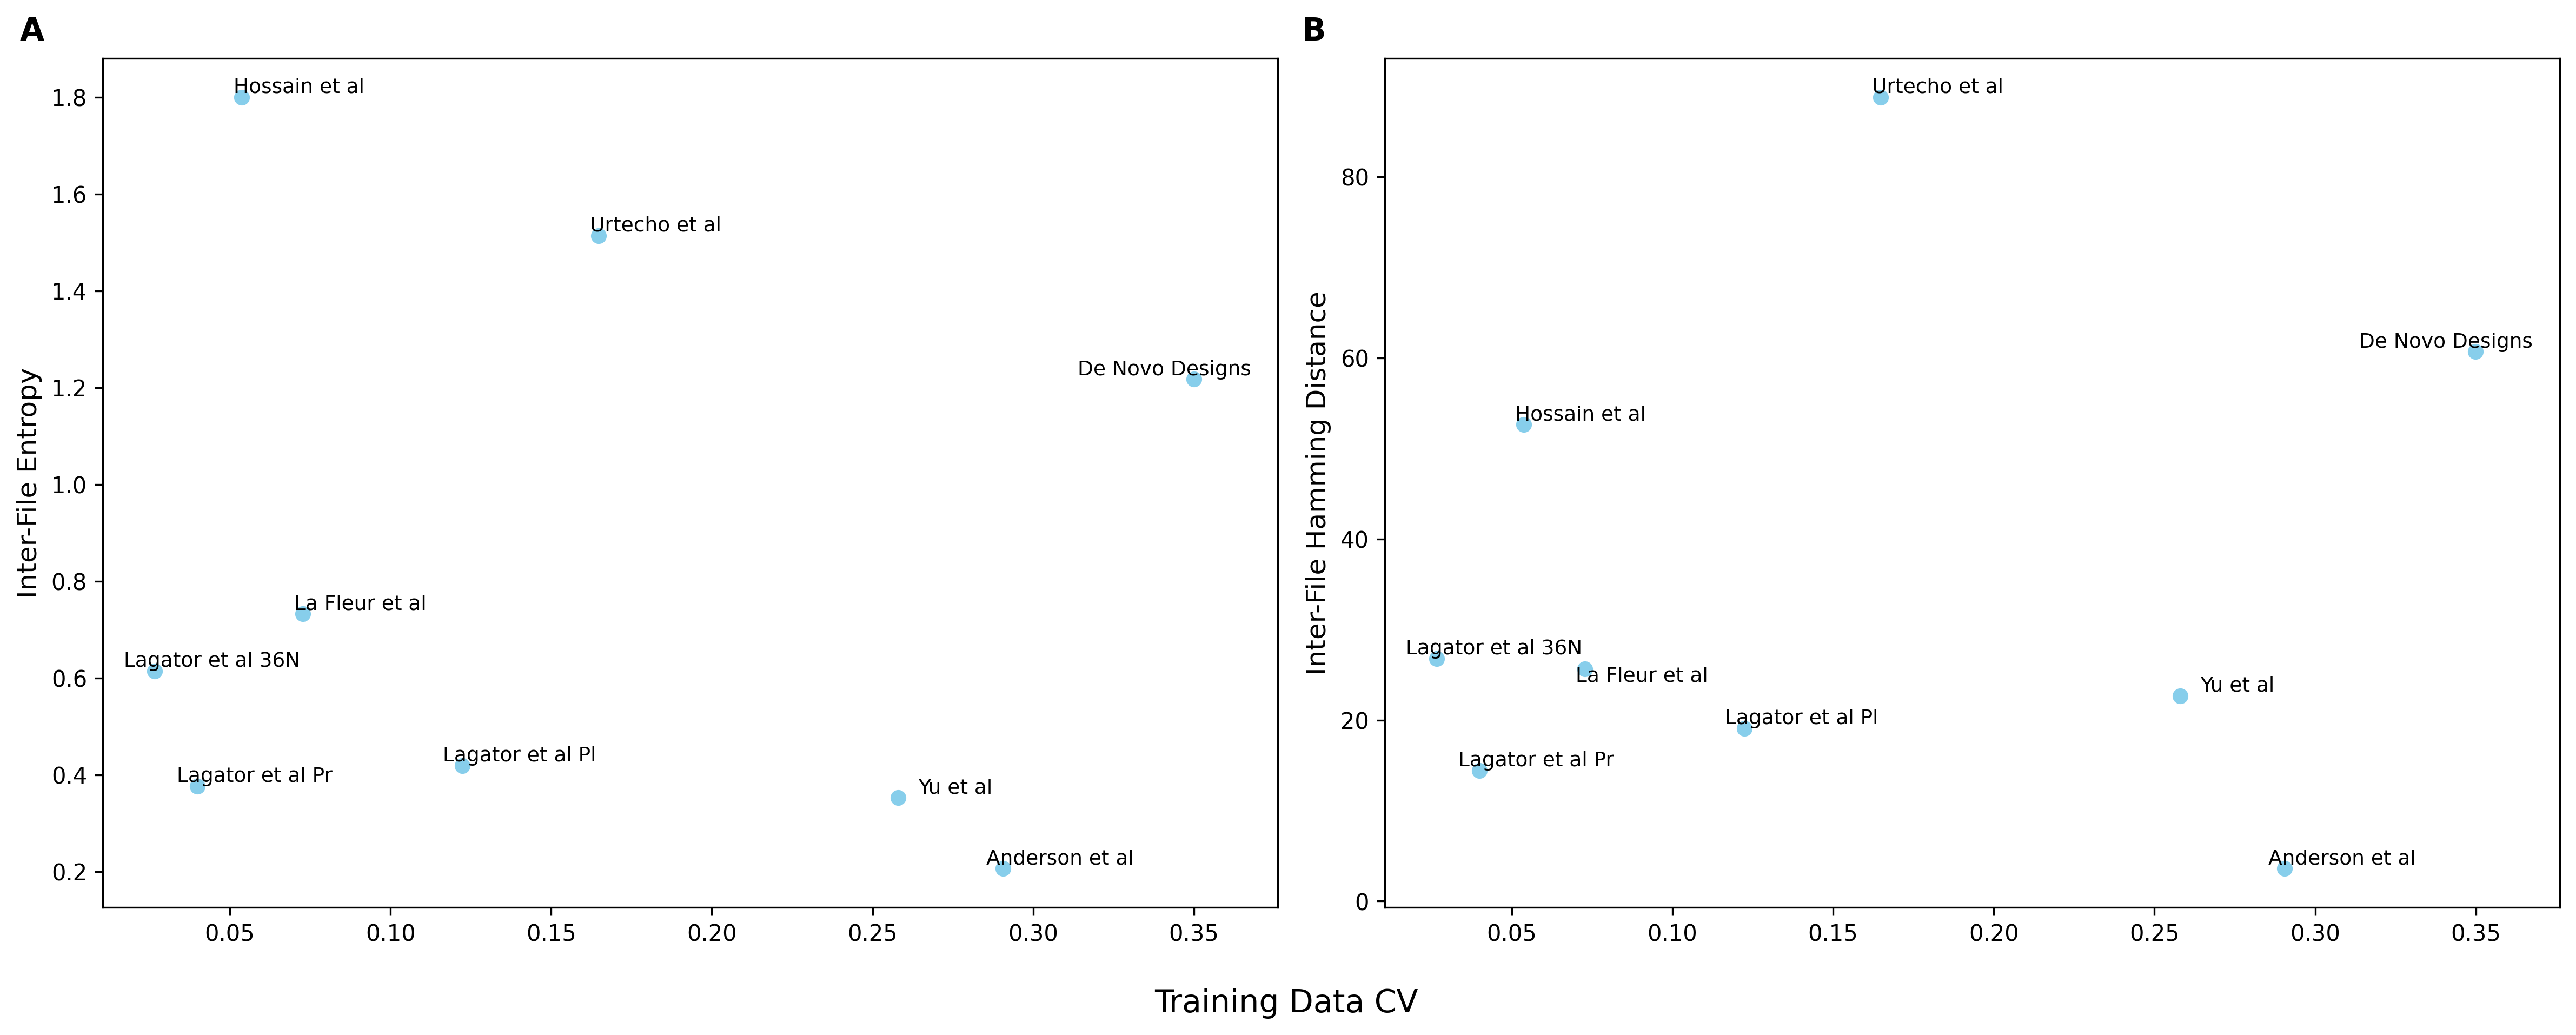 A
Inter-File Entropy
1.8
1.6
1.4
1.2
1.0
0.8
0.6
0.4
0.2
Hossain et al
Urtecho et al
De Novo Designs
La Fleur et al
Lagator et al 36N
Lagator et al Pl
Lagator et al Pr
Yu et al
Anderson et al
0.05 0.10 0.15 0.20 0.25 0.30 0.35
B
Inter-File Hamming Distance
80
60
40
20
0
Urtecho et al
De Novo Designs
Hossain et al
Lagator et al 36N
La Fleur et al
Yu et al
Lagator et al Pl
Lagator et al Pr
Anderson et al
0.05 0.10 0.15 0.20 0.25 0.30 0.35
Training Data CV